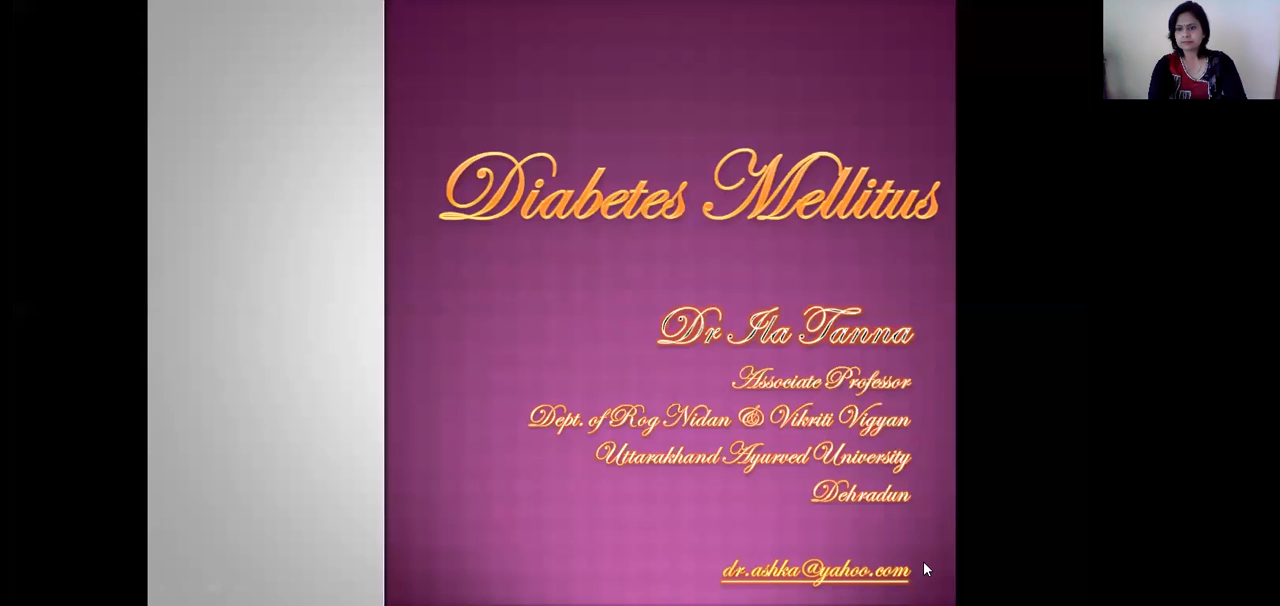 Diabetes Mellitus
Dr Ila Tanna
Associate Professor
Dept. of Rog Nidan & Vikriti Vigyan
Uttarakhand Ayurved University
Dehradun
dr.ashka@yahoo.com